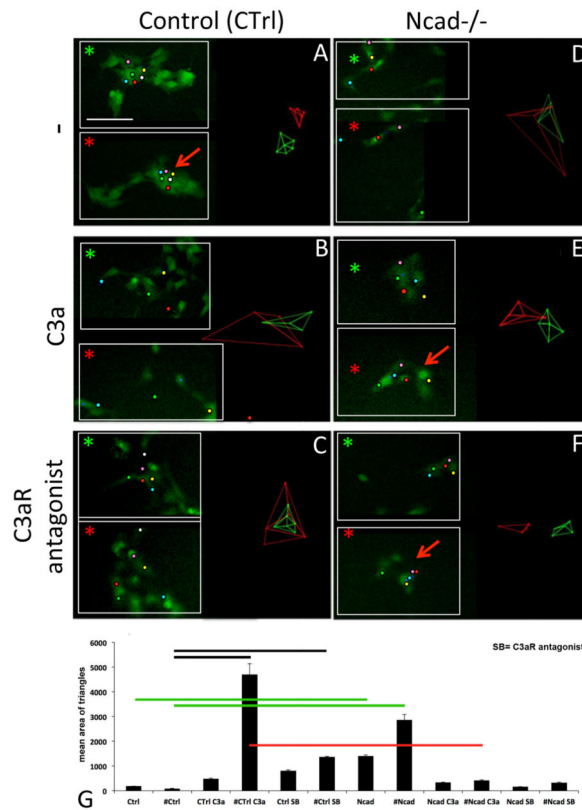 Control (CTrl)
Ncad-/-
-
A
D
C3a
B
E
C3aR
antagonist
C
F
SB= C3aR antagonist
mean area of triangles
6000
5000
4000
3000
2000
1000
0
Ctrl
#Ctrl
CTrl C3a
#CTrl C3a
Ctrl SB
#Ctrl SB
Ncad
#Ncad
Ncad C3a
#Ncad C3a
Ncad SB
#Ncad SB
G